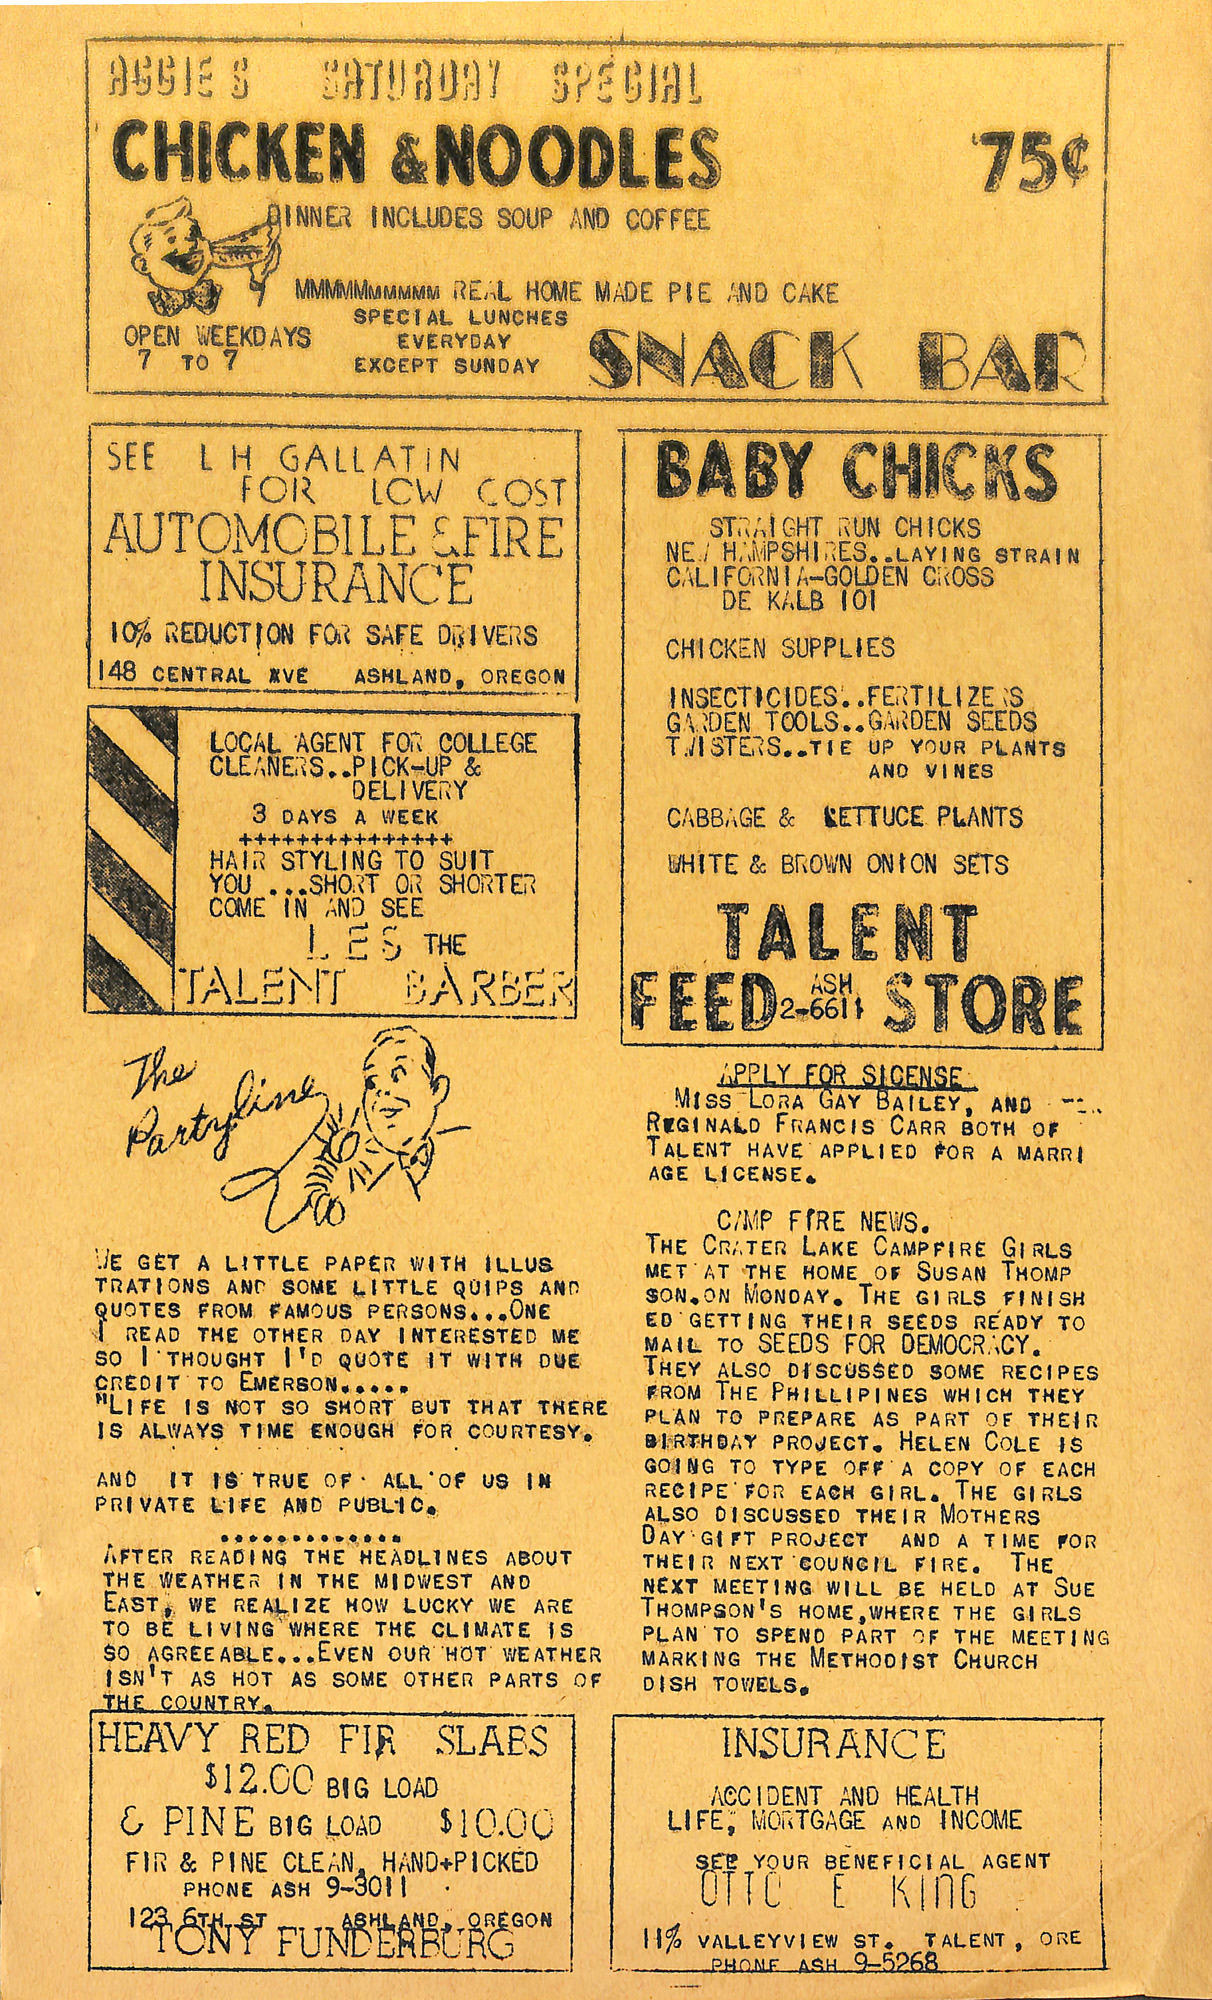 AGGIES SATURDAY SPECIAL
CHICKEN & NOODLES 75¢
DINNER INCLUDES SOUP AND COFFEE
MMMMMMMMMMM REAL HOME MADE PIE AND CAKE
SPECIAL LUNCHES
EVERYDAY
EXCEPT SUNDAY
OPEN WEEKDAYS
7 TO 7
SNACK BAR
SEE L H GALLATIN
FOR LOW COST
AUTOMOBILE & FIRE
INSURANCE
10% REDUCTION FOR SAFE DRIVERS
148 CENTRAL AVE ASHLAND, OREGON
LOCAL AGENT FOR COLLEGE
CLEANERS..PICK-UP &
DELIVERY
3 DAYS A WEEK
+++++++++++++++
HAIR STYLING TO SUIT
YOU ...SHORT OR SHORTER
COME IN AND SEE
LES THE
TALENT BARBER
The
Partyline
WE GET A LITTLE PAPER WITH ILLUS
TRATIONS AND SOME LITTLE QUIPS AND
QUOTES FROM FAMOUS PERSONS...ONE
I READ THE OTHER DAY INTERESTED ME
SO I THOUGHT I'D QUOTE IT WITH DUE
CREDIT TO EMERSON.....
"LIFE IS NOT SO SHORT BUT THAT THERE
IS ALWAYS TIME ENOUGH FOR COURTESY.
AND IT IS TRUE OF ALL OF US IN
PRIVATE LIFE AND PUBLIC.
.............
AFTER READING THE HEADLINES ABOUT
THE WEATHER IN THE MIDWEST AND
EAST, WE REALIZE HOW LUCKY WE ARE
TO BE LIVING WHERE THE CLIMATE IS
SO AGREEABLE...EVEN OUR HOT WEATHER
ISN'T AS HOT AS SOME OTHER PARTS OF
THE COUNTRY.
HEAVY RED FIR SLABS
$12.00 BIG LOAD
& PINE BIG LOAD $10.00
FIR & PINE CLEAN, HAND+PICKED
PHONE ASH 9-3011
123 6TH ST ASHLAND, OREGON
TONY FUNDERBURG
BABY CHICKS
STRAIGHT RUN CHICKS
NEW HAMPSHIRES..LAYING STRAIN
CALIFORNIA-GOLDEN CROSS
DE KALB 101
CHICKEN SUPPLIES
INSECTICIDES..FERTILIZERS
GARDEN TOOLS..GARDEN SEEDS
TWISTERS..TIE UP YOUR PLANTS
AND VINES
CABBAGE & LETTUCE PLANTS
WHITE & BROWN ONION SETS
TALENT
FEED ASH 2-6611 STORE
APPLY FOR SICENSE
MISS LORA GAY BAILEY, AND
REGINALD FRANCIS CARR BOTH OF
TALENT HAVE APPLIED FOR A MARRI
AGE LICENSE.
CAMP FIRE NEWS.
THE CRATER LAKE CAMPFIRE GIRLS
MET AT THE HOME OF SUSAN THOMP
SON.ON MONDAY. THE GIRLS FINISH
ED GETTING THEIR SEEDS READY TO
MAIL TO SEEDS FOR DEMOCRACY.
THEY ALSO DISCUSSED SOME RECIPES
FROM THE PHILLIPINES WHICH THEY
PLAN TO PREPARE AS PART OF THEIR
BIRTHDAY PROJECT. HELEN COLE IS
GOING TO TYPE OFF A COPY OF EACH
RECIPE FOR EACH GIRL. THE GIRLS
ALSO DISCUSSED THEIR MOTHERS
DAY GIFT PROJECT AND A TIME FOR
THEIR NEXT COUNCIL FIRE. THE
NEXT MEETING WILL BE HELD AT SUE
THOMPSON'S HOME,WHERE THE GIRLS
PLAN TO SPEND PART OF THE MEETING
MARKING THE METHODIST CHURCH
DISH TOWELS.
INSURANCE
ACCIDENT AND HEALTH
LIFE, MORTGAGE AND INCOME
SEE YOUR BENEFICIAL AGENT
OTTO E KING
11% VALLEYVIEW ST. TALENT, ORE
PHONE ASH 9-5268